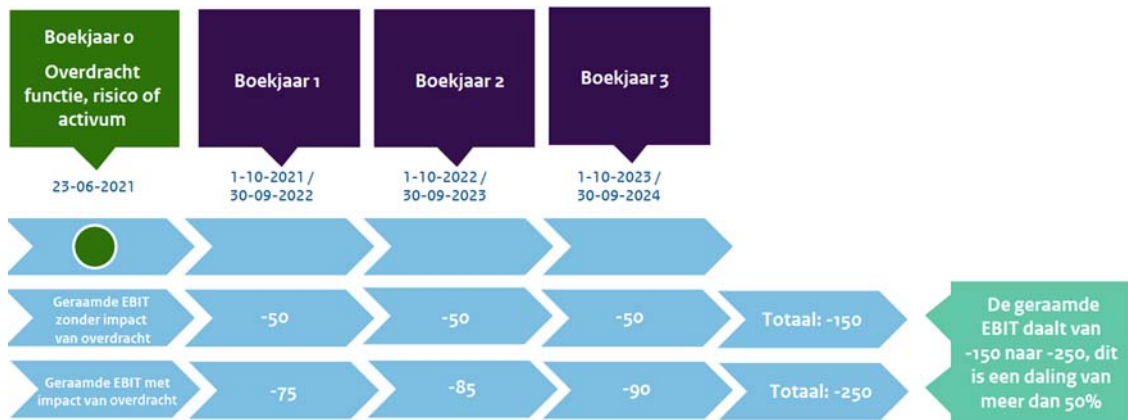 Boekjaar 0
Overdracht
functie, risico of
activum
Boekjaar 1
Boekjaar 2
Boekjaar 3
23-06-2021
1-10-2021 /
30-09-2022
1-10-2022 /
30-09-2023
1-10-2023 /
30-09-2024
Geraamde EBIT
zonder impact
van overdracht
-50
-50
-50
Totaal: -150
Geraamde EBIT met
impact van overdracht
-75
-85
-90
Totaal: -250
De geraamde
EBIT daalt van
-150 naar -250, dit
is een daling van
meer dan 50%